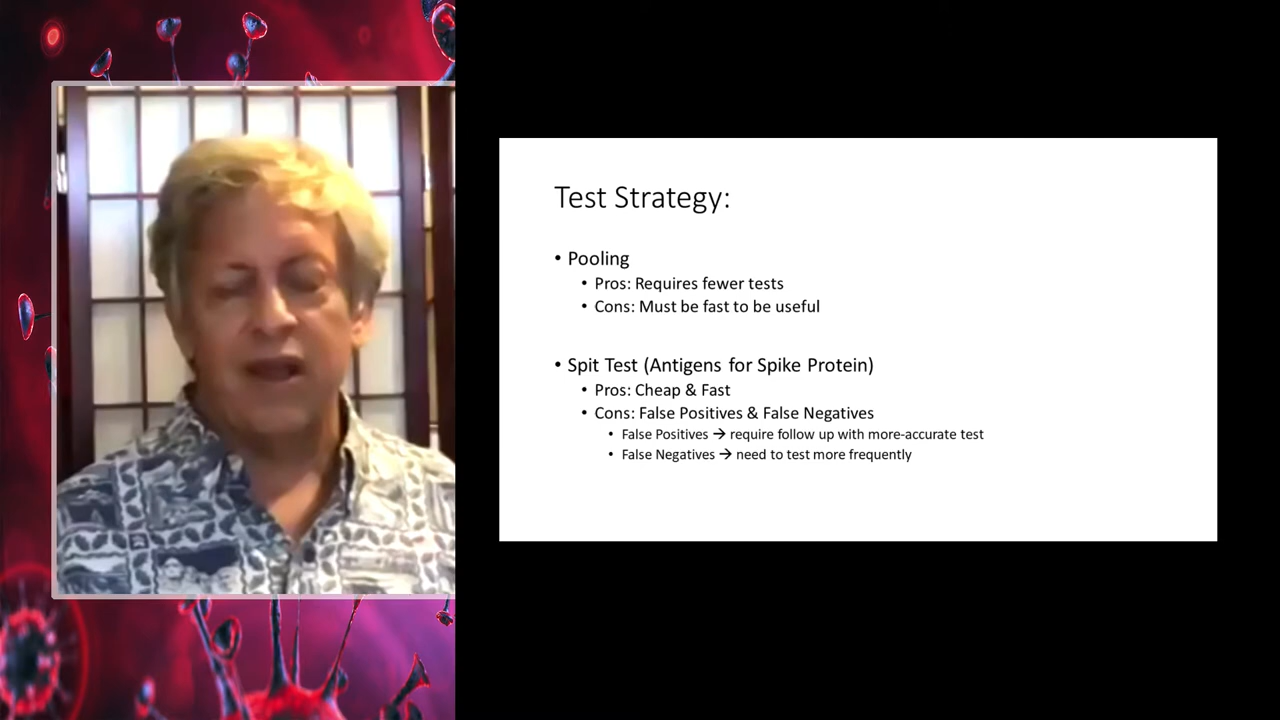 Test Strategy:
• Pooling
• Pros: Requires fewer tests
• Cons: Must be fast to be useful
• Spit Test (Antigens for Spike Protein)
• Pros: Cheap & Fast
• Cons: False Positives & False Negatives
• False Positives → require follow up with more-accurate test
• False Negatives → need to test more frequently